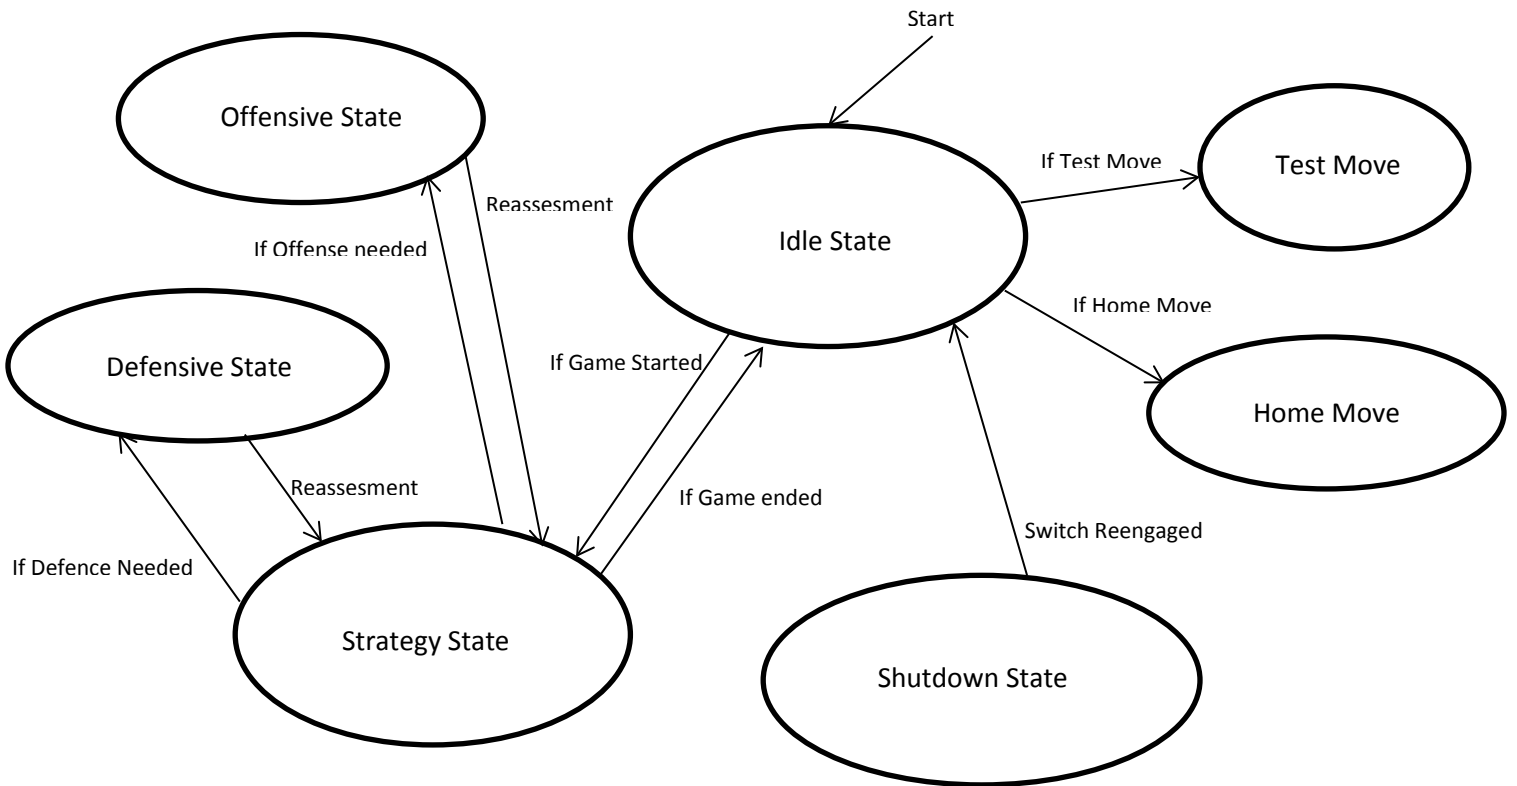 Start
Offensive State
If Test Move
Test Move
Reassesment
Idle State
If Offense needed
If Home Move
If Game Started
Defensive State
Home Move
Reassesment
If Game ended
Switch Reengaged
If Defence Needed
Strategy State
Shutdown State